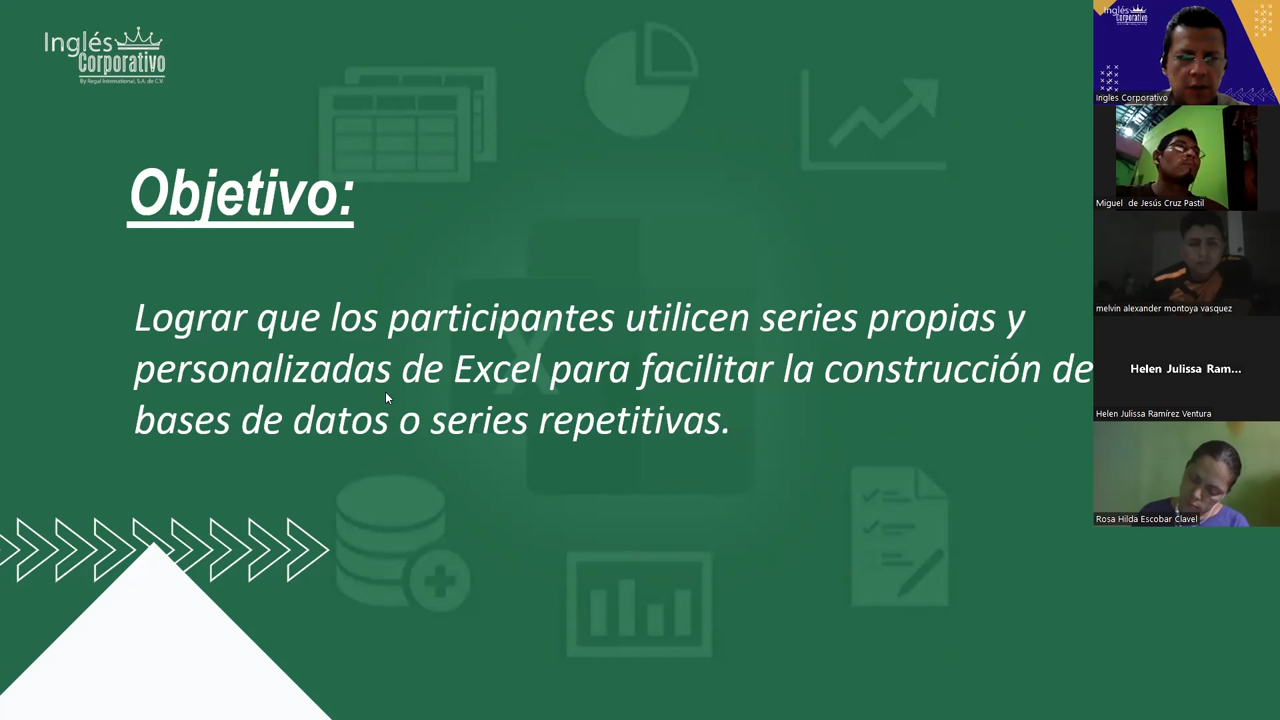 Inglés
Corporativo
By Regal International, S.A. de C.V.
Objetivo:
Lograr que los participantes utilicen series propias y
personalizadas de Excel para facilitar la construcción de
bases de datos o series repetitivas.
Inglés
Corporativo
Ingles Corporativo
Miguel de Jesús Cruz Pastil
melvin alexander montoya vasquez
Helen Julissa Ram...
Helen Julissa Ramírez Ventura
Rosa Hilda Escobar Clavel